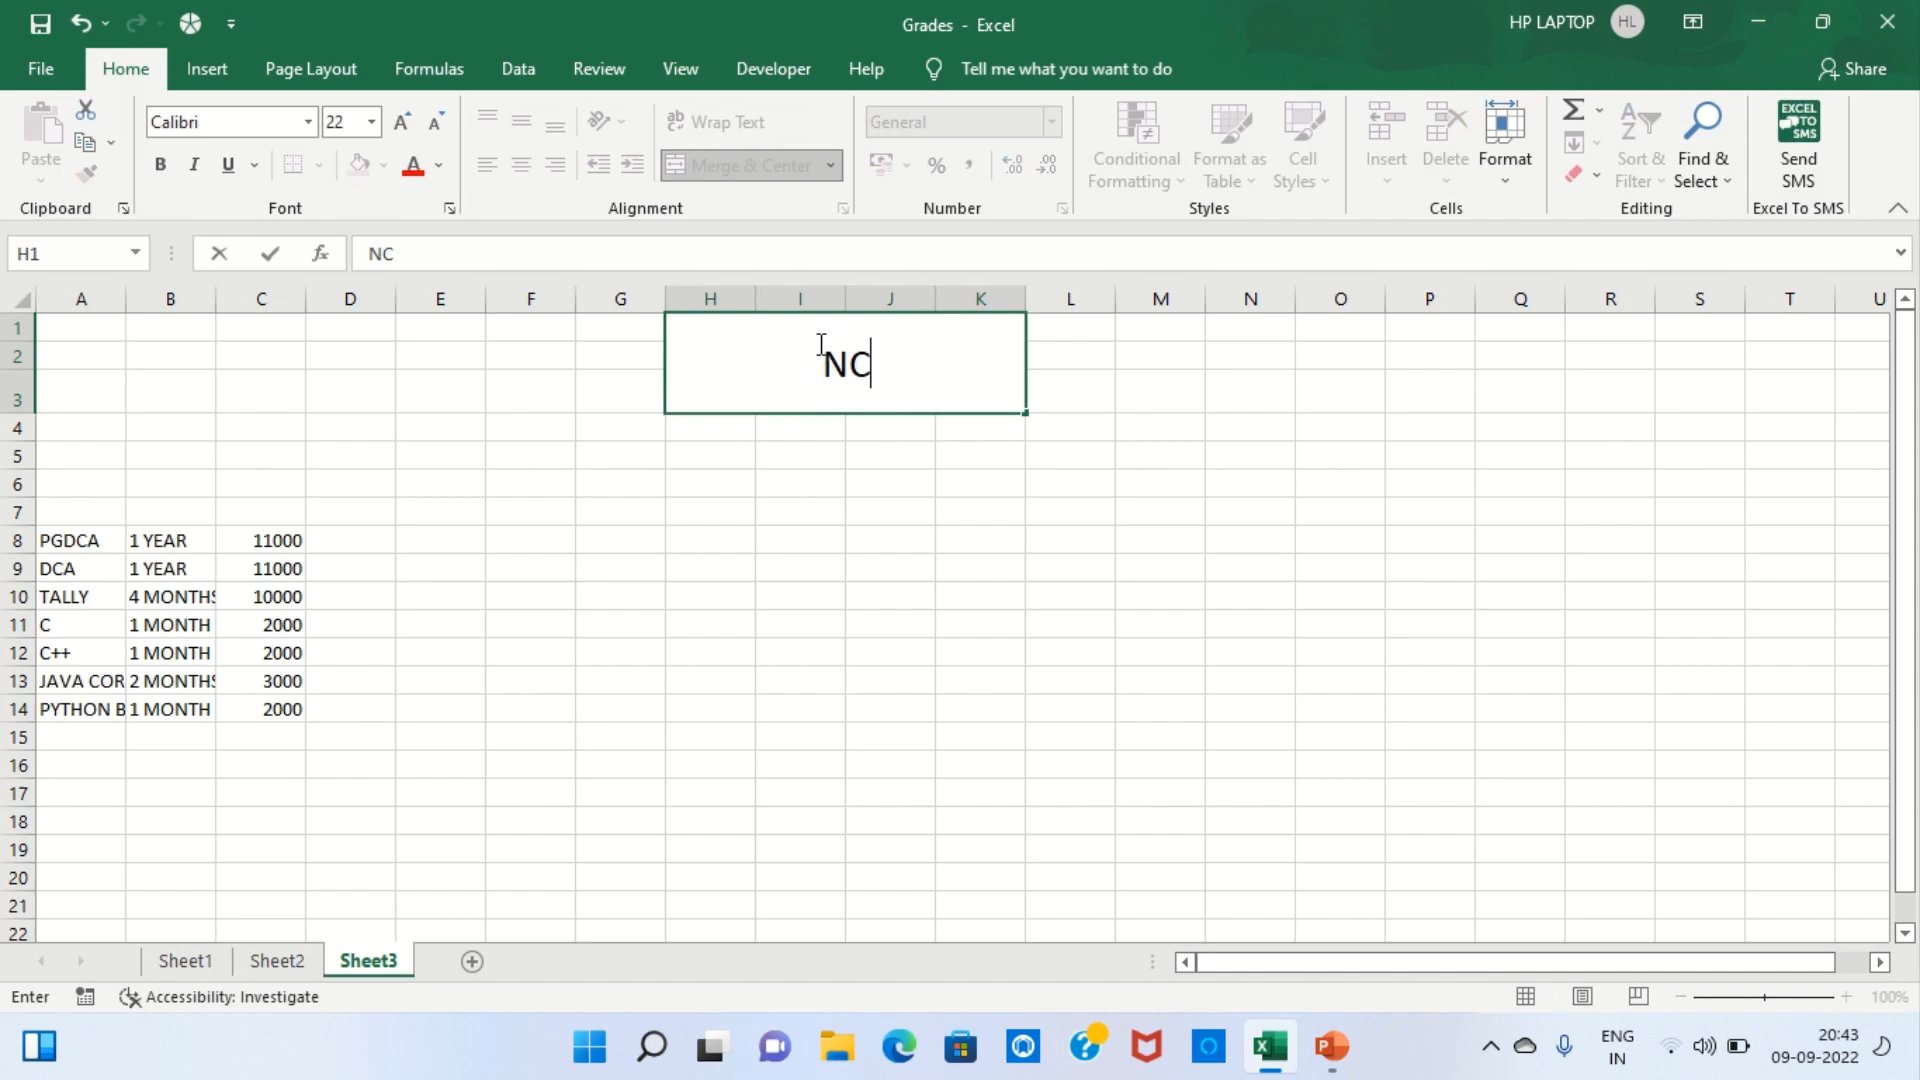 Grades - Excel
HP LAPTOP HL
File Home Insert Page Layout Formulas Data Review View Developer Help Tell me what you want to do Share
Paste
Clipboard
Calibri 22
B I U A
Font
Wrap Text
Merge & Center
Alignment
General
% ,
Number
Conditional Formatting
Format as Table
Cell Styles
Styles
Insert Delete Format
Cells
Sort & Filter
Find & Select
Editing
EXCEL TO SMS
Send SMS
Excel To SMS
H1 fx NC
A B C D E F G H I J K L M N O P Q R S T U
1
2 NC
3
4
5
6
7
8 PGDCA 1 YEAR 11000
9 DCA 1 YEAR 11000
10 TALLY 4 MONTHS 10000
11 C 1 MONTH 2000
12 C++ 1 MONTH 2000
13 JAVA COR 2 MONTHS 3000
14 PYTHON B 1 MONTH 2000
15
16
17
18
19
20
21
22
Sheet1 Sheet2 Sheet3
Enter Accessibility: Investigate 100%
ENG IN
20:43
09-09-2022